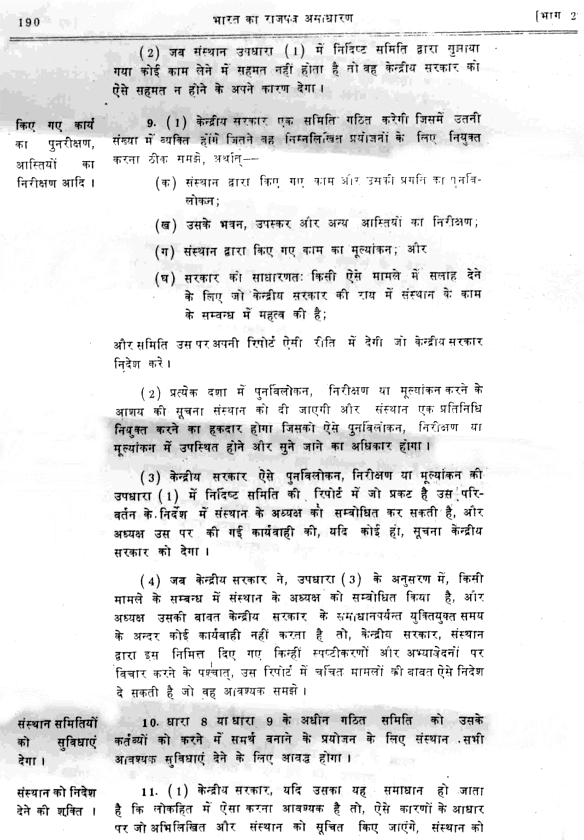 190 भारत का राजपत्र असाधारण [भाग 2
(2) जब संस्थान उपधारा (1) में निर्दिष्ट समिति द्वारा सुझाया
गया कोई काम लेने में सहमत नहीं होता है तो वह केन्द्रीय सरकार को
ऐसे सहमत न होने के अपने कारण देगा ।
किए गए कार्य
का पुनरीक्षण,
आस्तियों का
निरीक्षण आदि ।
9. (1) केन्द्रीय सरकार एक समिति गठित करेगी जिसमें उतनी
संख्या में व्यक्ति होंगे जितने वह निम्नलिखित प्रयोजनों के लिए नियुक्त
करना ठीक समझे, अर्थात्—
(क) संस्थान द्वारा किए गए काम और उसकी प्रगति का पुनर्वि-
लोकन;
(ख) उसके भवन, उपस्कर और अन्य आस्तियों का निरीक्षण;
(ग) संस्थान द्वारा किए गए काम का मूल्यांकन; और
(घ) सरकार को साधारणतः किसी ऐसे मामले में सलाह देने
के लिए जो केन्द्रीय सरकार की राय में संस्थान के काम
के सम्बन्ध में महत्व की है;
और समिति उस पर अपनी रिपोर्ट ऐसी रीति में देगी जो केन्द्रीय सरकार
निदेश करे ।
(2) प्रत्येक दशा में पुनर्विलोकन, निरीक्षण या मूल्यांकन करने के
आशय की सूचना संस्थान को दी जाएगी और संस्थान एक प्रतिनिधि
नियुक्त करने का हकदार होगा जिसको ऐसे पुनर्विलोकन, निरीक्षण या
मूल्यांकन में उपस्थित होने और सुने जाने का अधिकार होगा ।
(3) केन्द्रीय सरकार ऐसे पुनर्विलोकन, निरीक्षण या मूल्यांकन की
उपधारा (1) में निर्दिष्ट समिति की रिपोर्ट में जो प्रकट है उस परि-
वर्तन के निर्देश में संस्थान के अध्यक्ष को सम्बोधित कर सकती है, और
अध्यक्ष उस पर की गई कार्यवाही की, यदि कोई हो, सूचना केन्द्रीय
सरकार को देगा ।
(4) जब केन्द्रीय सरकार ने, उपधारा (3) के अनुसरण में, किसी
मामले के सम्बन्ध में संस्थान के अध्यक्ष को सम्बोधित किया है, और
अध्यक्ष उसकी बाबत केन्द्रीय सरकार के समाधानपर्यन्त युक्तियुक्त समय
के अन्दर कोई कार्यवाही नहीं करता है तो, केन्द्रीय सरकार, संस्थान
द्वारा इस निमित्त दिए गए किन्हीं स्पष्टीकरणों और अभ्यावेदनों पर
विचार करने के पश्चात्, उस रिपोर्ट में चर्चित मामलों की बाबत ऐसे निदेश
दे सकती है जो वह आवश्यक समझे ।
संस्थान समितियों
को सुविधाएं
देगा ।
10. धारा 8 या धारा 9 के अधीन गठित समिति को उसके
कर्तव्यों को करने में समर्थ बनाने के प्रयोजन के लिए संस्थान सभी
आवश्यक सुविधाएं देने के लिए आबद्ध होगा ।
संस्थान को निदेश
देने की शक्ति ।
11. (1) केन्द्रीय सरकार, यदि उसका यह समाधान हो जाता
है कि लोकहित में ऐसा करना आवश्यक है तो, ऐसे कारणों के आधार
पर जो अभिलिखित और संस्थान को सूचित किए जाएंगे, संस्थान को